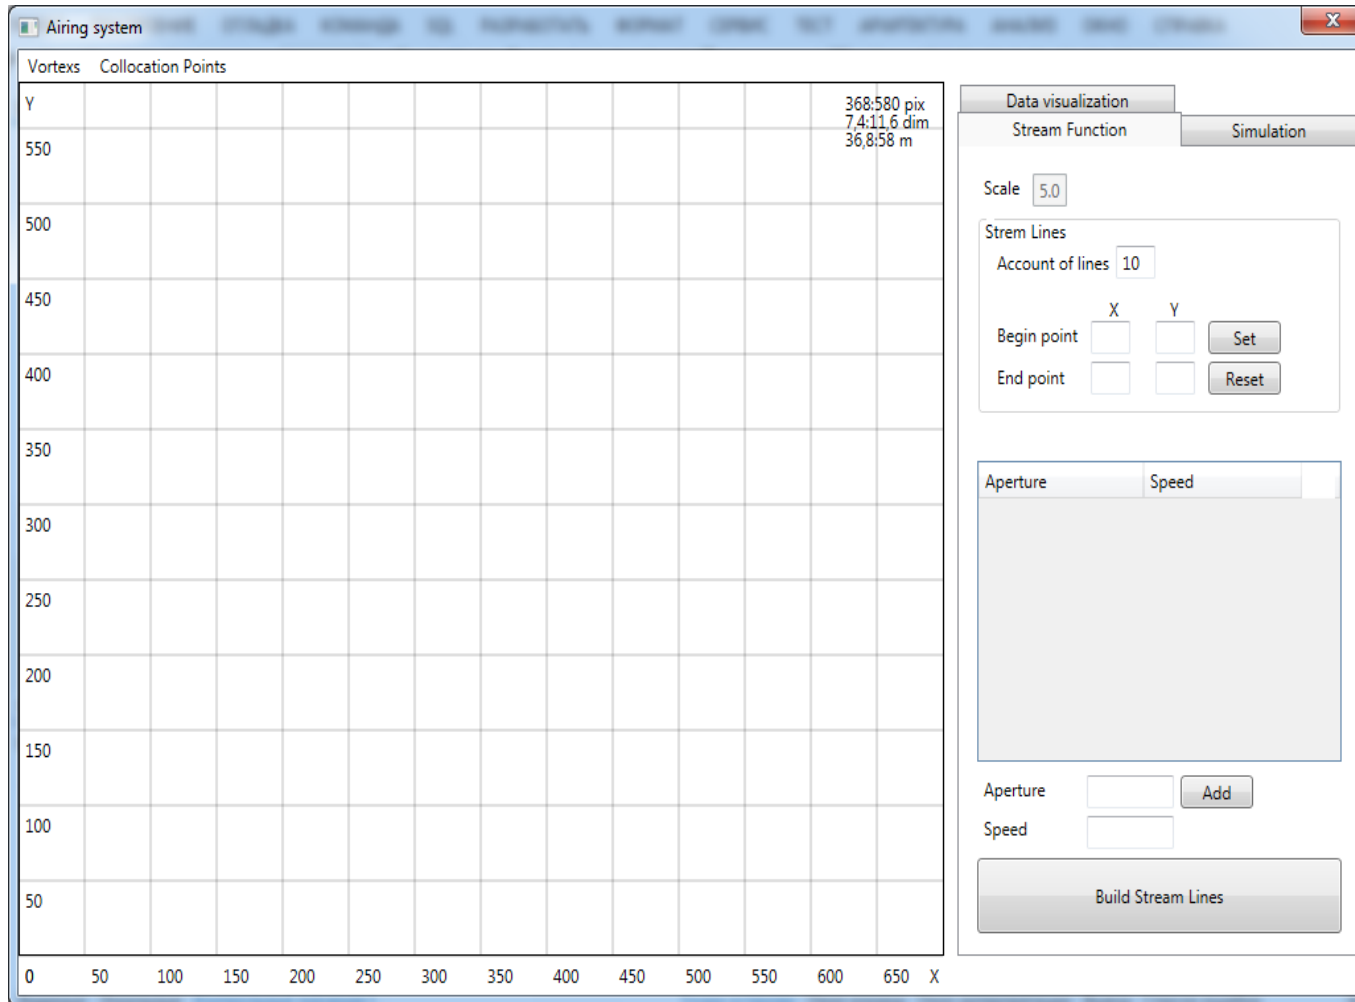 Airing system
Vortexs Collocation Points
Y
368:580 pix
7,4:11,6 dim
36,8:58 m
550
500
450
400
350
300
250
200
150
100
50
0 50 100 150 200 250 300 350 400 450 500 550 600 650 X
Data visualization
Stream Function Simulation
Scale 5.0
Strem Lines
Account of lines 10
X Y
Begin point Set
End point Reset
Aperture Speed
Aperture Add
Speed
Build Stream Lines